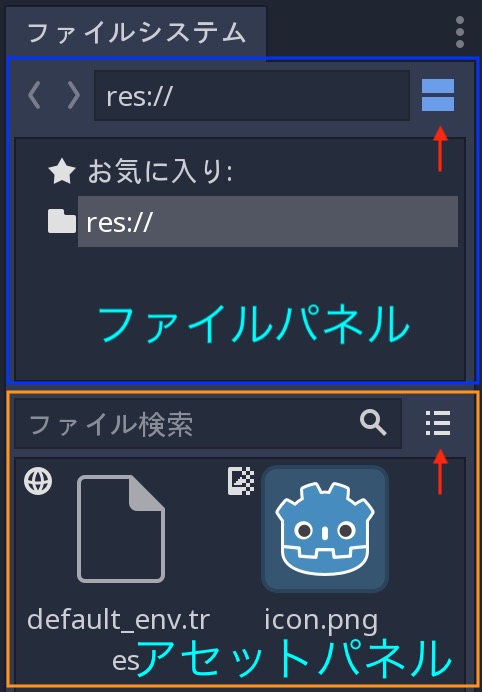 ファイルシステム
res://
お気に入り:
res://
ファイルパネル
ファイル検索
default_env.tr
es
icon.png
アセットパネル